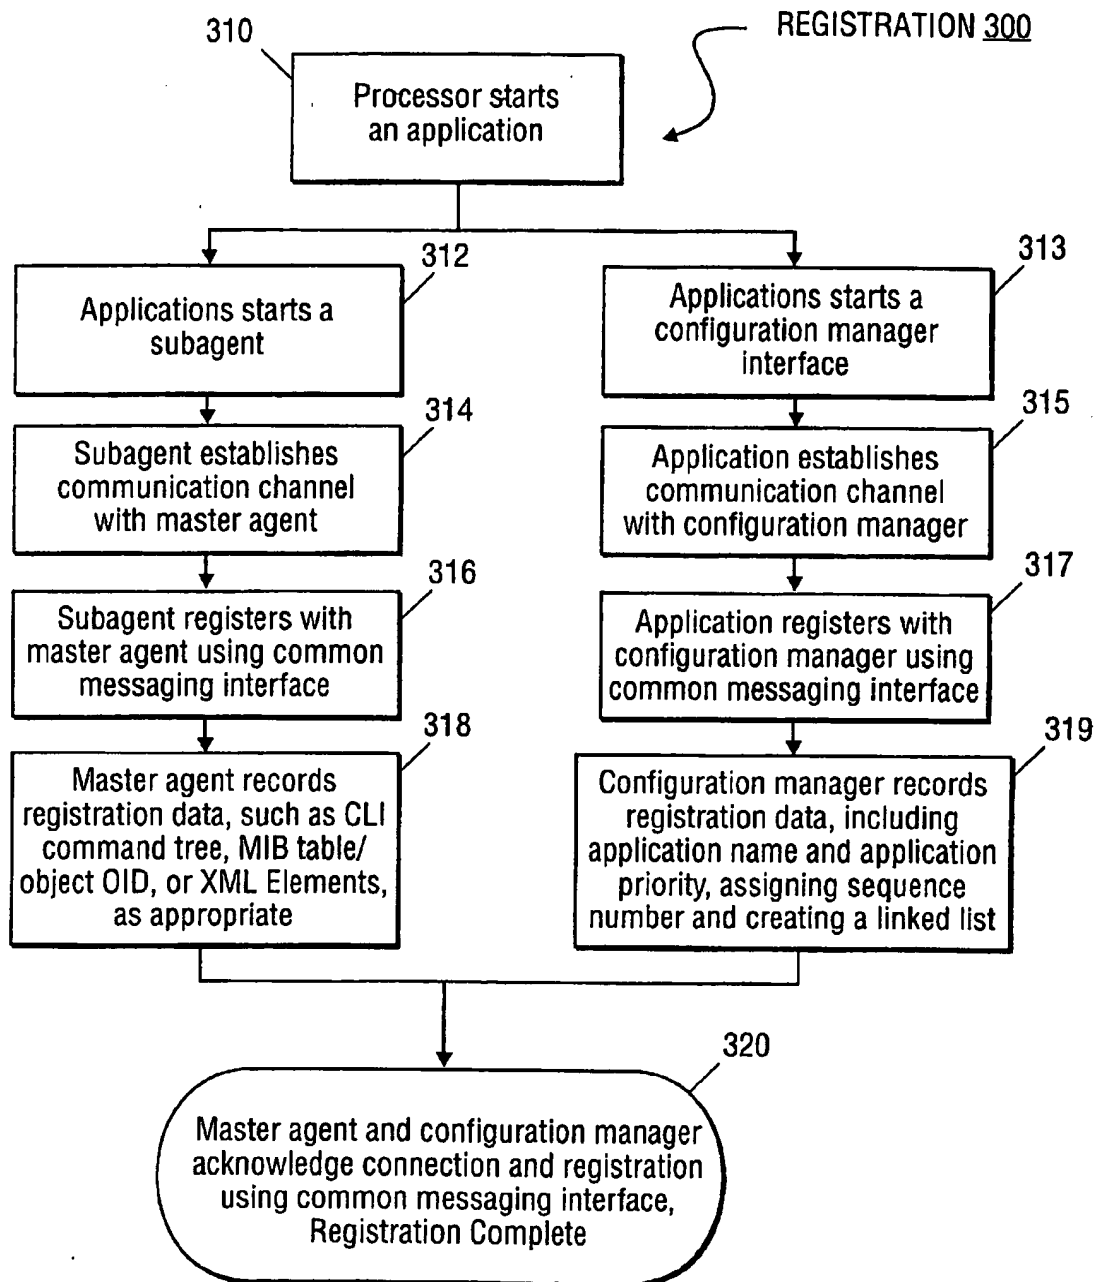 REGISTRATION 300
310
Processor starts
an application
312
Applications starts a
subagent
313
Applications starts a
configuration manager
interface
314
Subagent establishes
communication channel
with master agent
315
Application establishes
communication channel
with configuration manager
316
Subagent registers with
master agent using common
messaging interface
317
Application registers with
configuration manager using
common messaging interface
318
Master agent records
registration data, such as CLI
command tree, MIB table/
object OID, or XML Elements,
as appropriate
319
Configuration manager records
registration data, including
application name and application
priority, assigning sequence
number and creating a linked list
320
Master agent and configuration manager
acknowledge connection and registration
using common messaging interface,
Registration Complete